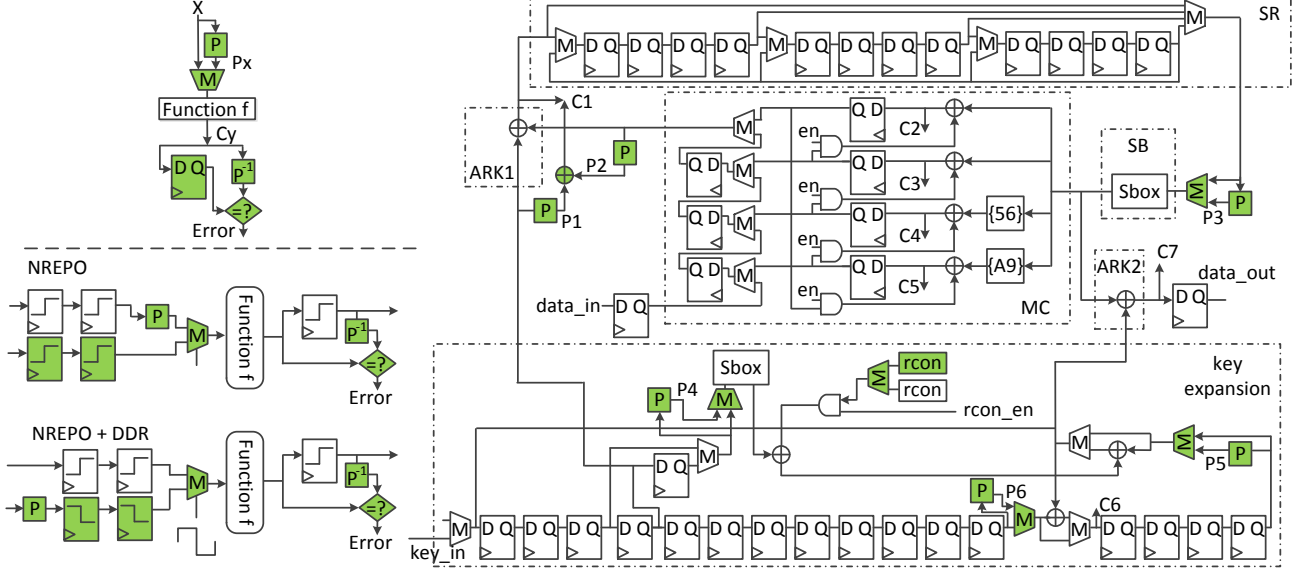 X
P
Px
M
Function f
Cy
D Q
P-1
=?
Error
NREPO
P
M
Function f
P-1
=?
Error
NREPO + DDR
P
M
Function f
P-1
=?
Error
SR
M
M
D Q D Q D Q D Q
M
D Q D Q D Q D Q
M
D Q D Q D Q D Q
C1
ARK1
P2
P
P
P1
M
Q D
C2
en
Q D
M
Q D
C3
en
Q D
M
Q D
C4
{56}
en
Q D
M
Q D
C5
{A9}
en
MC
data_in
D Q
SB
Sbox
M
P
P3
ARK2
C7
D Q
data_out
key
expansion
Sbox
P4
P
M
M
rcon
rcon
rcon_en
M
D Q
M
M
P
P5
P
P6
M
M
C6
M
key_in
D Q D Q D Q D Q D Q D Q D Q D Q D Q D Q D Q
D Q D Q D Q D Q